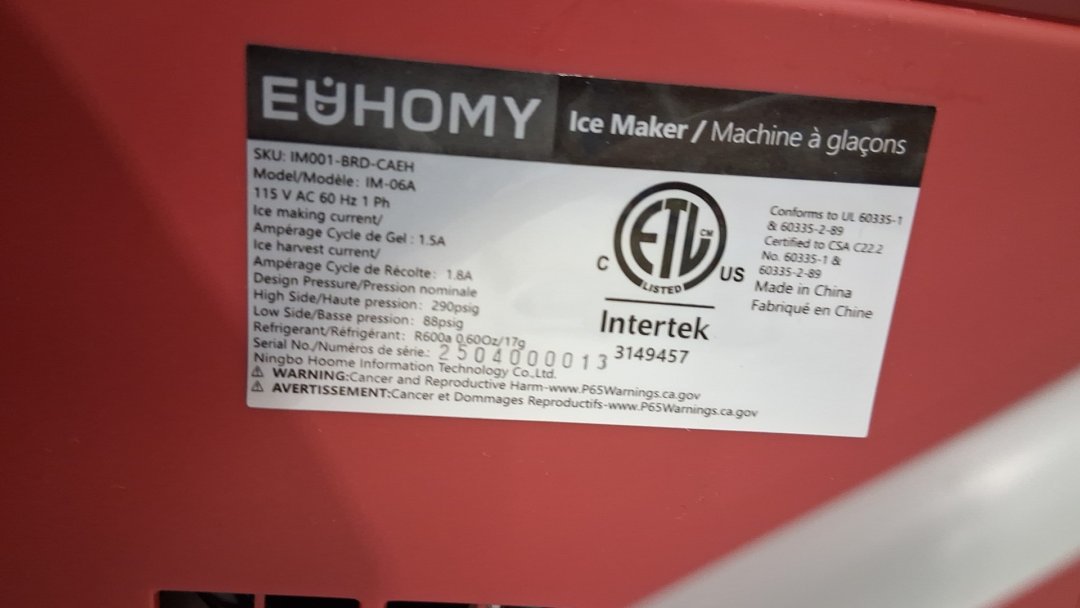 EUHOMY
Ice Maker / Machine à glaçons
SKU: IM001-BRD-CAEH
Model/Modèle: IM-06A
115 V AC 60 Hz 1 Ph
Ice making current/
Ampérage Cycle de Gel : 1.5A
Ice harvest current/
Ampérage Cycle de Récolte: 1.8A
Design Pressure/Pression nominale
High Side/Haute pression: 290psig
Low Side/Basse pression: 88psig
Refrigerant/Réfrigérant: R600a 0.60Oz/17g
Serial No./Numéros de série: 2504000013
Ningbo Hoome Information Technology Co.,Ltd.
⚠ WARNING:Cancer and Reproductive Harm-www.P65Warnings.ca.gov
⚠ AVERTISSEMENT:Cancer et Dommages Reproductifs-www.P65Warnings.ca.gov
ETL CM
LISTED
C US
Intertek
3149457
Conforms to UL 60335-1
& 60335-2-89
Certified to CSA C22.2
No. 60335-1 &
60335-2-89
Made in China
Fabriqué en Chine